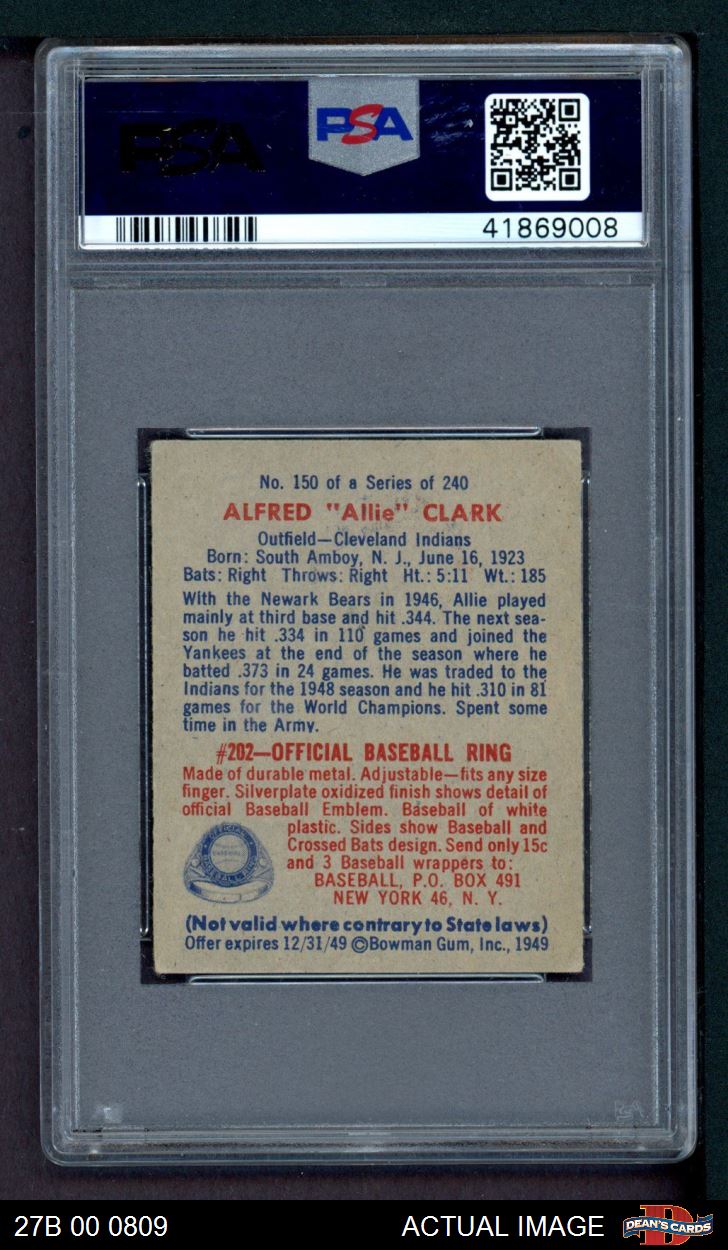 PSA
PSA
41869008
No. 150 of a Series of 240
ALFRED "Allie" CLARK
Outfield—Cleveland Indians
Born: South Amboy, N. J., June 16, 1923
Bats: Right Throws: Right Ht.: 5:11 Wt.: 185
With the Newark Bears in 1946, Allie played
mainly at third base and hit .344. The next sea-
son he hit .334 in 110 games and joined the
Yankees at the end of the season where he
batted .373 in 24 games. He was traded to the
Indians for the 1948 season and he hit .310 in 81
games for the World Champions. Spent some
time in the Army.
#202—OFFICIAL BASEBALL RING
Made of durable metal. Adjustable—fits any size
finger. Silverplate oxidized finish shows detail of
official Baseball Emblem. Baseball of white
plastic. Sides show Baseball and
Crossed Bats design. Send only 15c
and 3 Baseball wrappers to:
BASEBALL, P.O. BOX 491
NEW YORK 46, N. Y.
OFFICIAL
BASEBALL RING
(Not valid where contrary to State laws)
Offer expires 12/31/49 ©Bowman Gum, Inc., 1949
27B 00 0809
ACTUAL IMAGE
DEAN'S CARDS